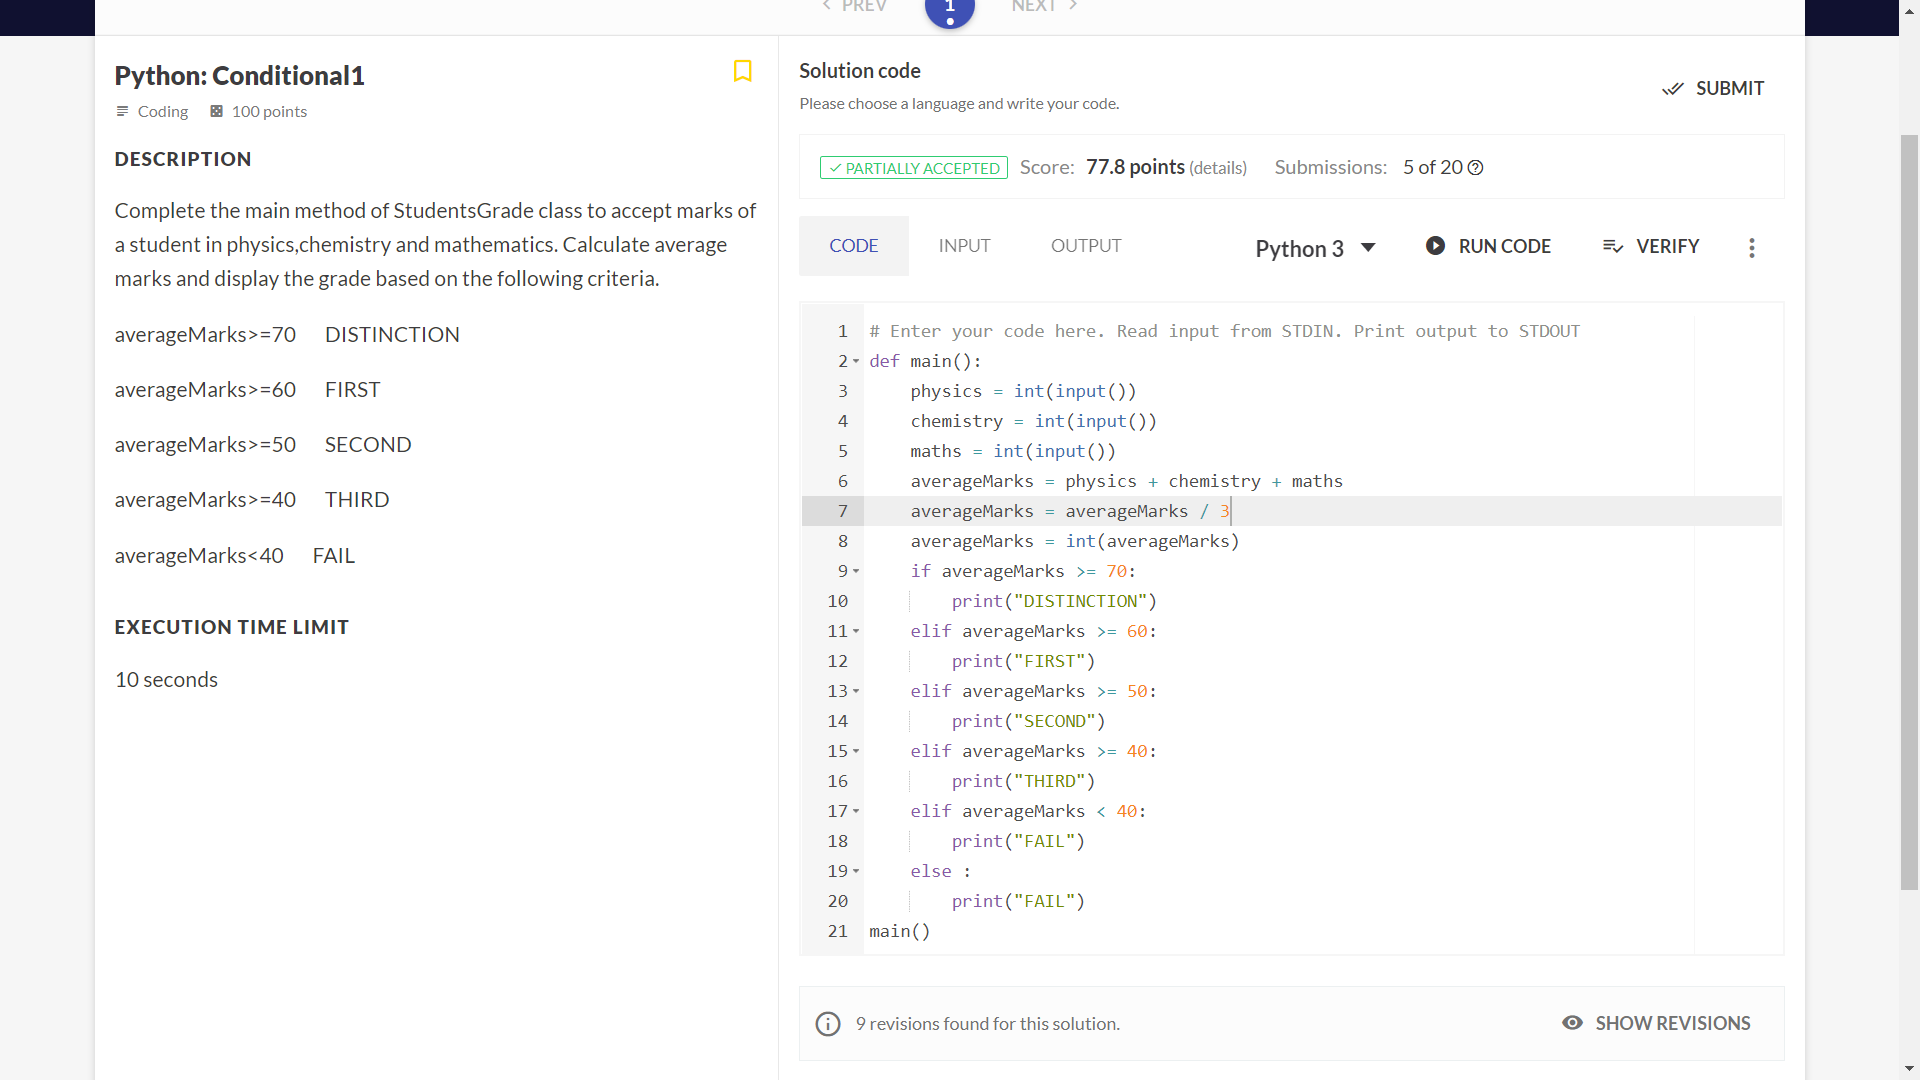 PREV 1 NEXT
Python: Conditional1
Coding 100 points
DESCRIPTION
Complete the main method of StudentsGrade class to accept marks of
a student in physics,chemistry and mathematics. Calculate average
marks and display the grade based on the following criteria.
averageMarks>=70 DISTINCTION
averageMarks>=60 FIRST
averageMarks>=50 SECOND
averageMarks>=40 THIRD
averageMarks<40 FAIL
EXECUTION TIME LIMIT
10 seconds
Solution code
Please choose a language and write your code.
SUBMIT
PARTIALLY ACCEPTED Score: 77.8 points (details) Submissions: 5 of 20
CODE INPUT OUTPUT Python 3 RUN CODE VERIFY
1 # Enter your code here. Read input from STDIN. Print output to STDOUT
2 def main():
3     physics = int(input())
4     chemistry = int(input())
5     maths = int(input())
6     averageMarks = physics + chemistry + maths
7     averageMarks = averageMarks / 3
8     averageMarks = int(averageMarks)
9     if averageMarks >= 70:
10         print("DISTINCTION")
11     elif averageMarks >= 60:
12         print("FIRST")
13     elif averageMarks >= 50:
14         print("SECOND")
15     elif averageMarks >= 40:
16         print("THIRD")
17     elif averageMarks < 40:
18         print("FAIL")
19     else :
20         print("FAIL")
21 main()
9 revisions found for this solution. SHOW REVISIONS